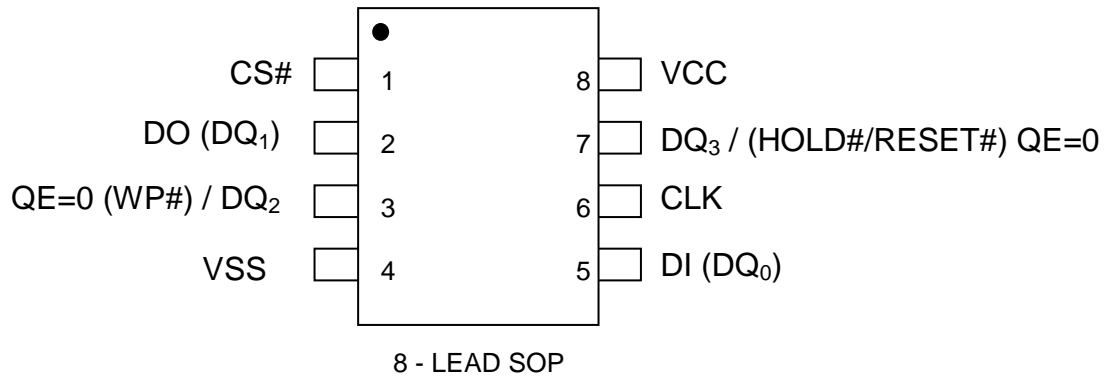 CS# 1 8 VCC
DO (DQ₁) 2 7 DQ₃ / (HOLD#/RESET#) QE=0
QE=0 (WP#) / DQ₂ 3 6 CLK
VSS 4 5 DI (DQ₀)
8 - LEAD SOP